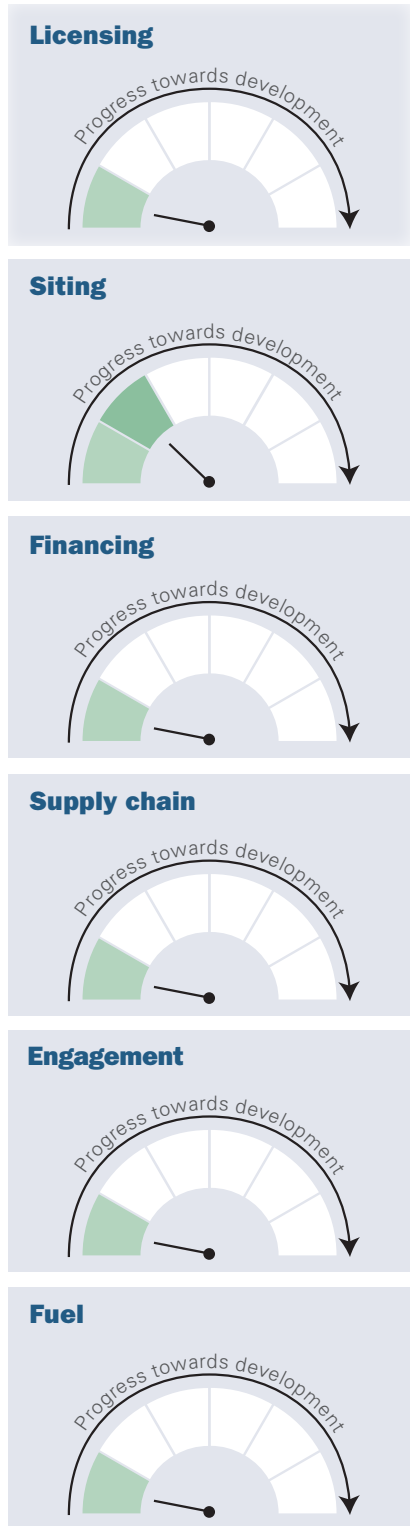 Licensing
Progress towards development
Siting
Progress towards development
Financing
Progress towards development
Supply chain
Progress towards development
Engagement
Progress towards development
Fuel
Progress towards development